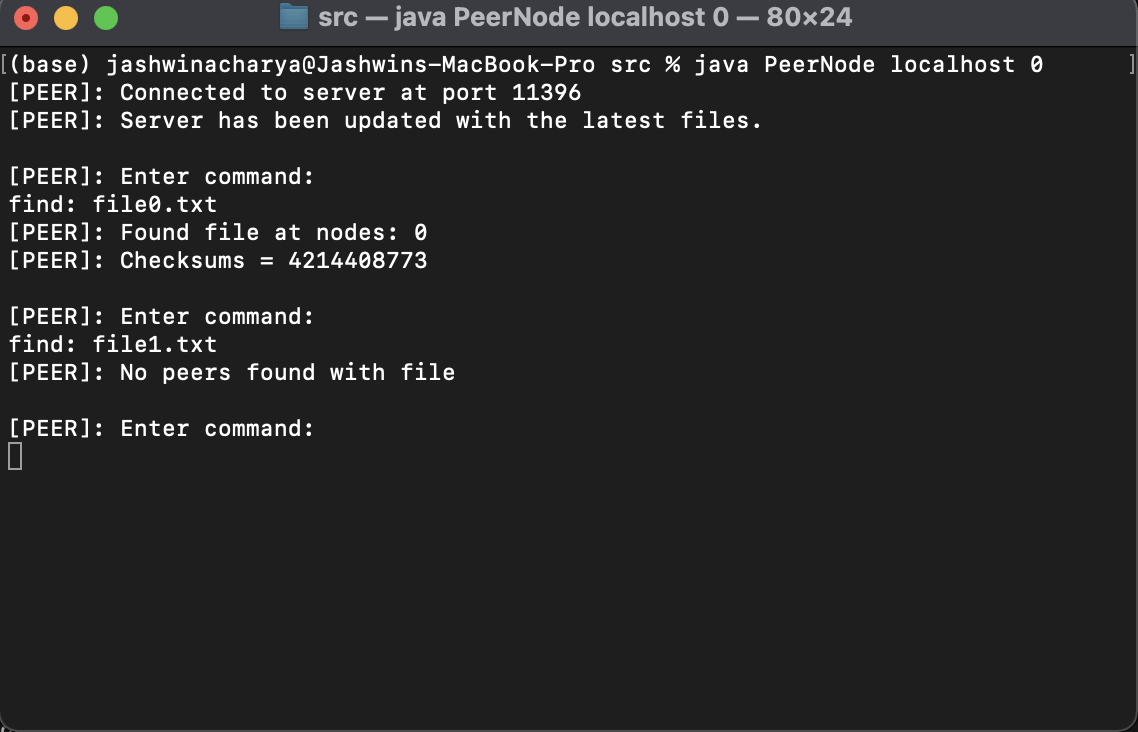 src — java PeerNode localhost 0 — 80×24
[(base) jashwinacharya@Jashwins-MacBook-Pro src % java PeerNode localhost 0 ]
[PEER]: Connected to server at port 11396
[PEER]: Server has been updated with the latest files.
[PEER]: Enter command:
find: file0.txt
[PEER]: Found file at nodes: 0
[PEER]: Checksums = 4214408773
[PEER]: Enter command:
find: file1.txt
[PEER]: No peers found with file
[PEER]: Enter command: